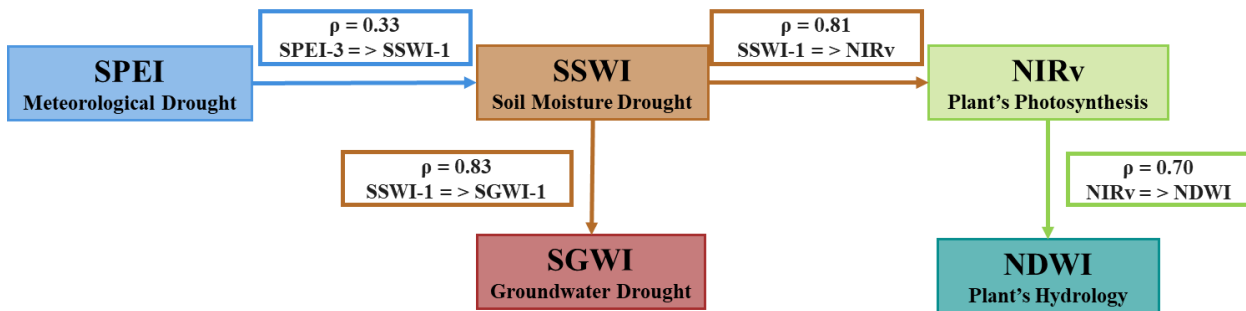 ρ = 0.33
SPEI-3 = > SSWI-1
ρ = 0.81
SSWI-1 = > NIRv
SPEI
Meteorological Drought
SSWI
Soil Moisture Drought
NIRv
Plant's Photosynthesis
ρ = 0.83
SSWI-1 = > SGWI-1
ρ = 0.70
NIRv = > NDWI
SGWI
Groundwater Drought
NDWI
Plant's Hydrology